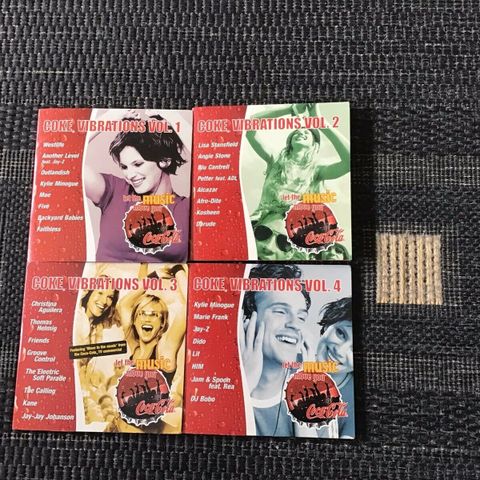 COKE VIBRATIONS VOL. 1
Westlife
Another Level
feat. Jay-Z
Outlandish
Kylie Minogue
Mae
Five
Backyard Babies
Faithless
let the music
move you
Coca-Cola
COKE VIBRATIONS VOL. 2
Lisa Stansfield
Angie Stone
Blu Cantrell
Petter feat. ADL
Alcazar
Afro-Dite
Kosheen
Darude
let the music
move you
Coca-Cola
COKE VIBRATIONS VOL. 3
Christina
Aguilera
Thomas
Helmig
Friends
Groove
Control
The Electric
Soft Parade
The Calling
Kane
Jay-Jay Johanson
let the music
move you
Coca-Cola
COKE VIBRATIONS VOL. 4
Kylie Minogue
Marie Frank
Jay-Z
Dido
Lit
HIM
Jam & Spoon
feat. Rea
DJ Bobo
let the music
move you
Coca-Cola